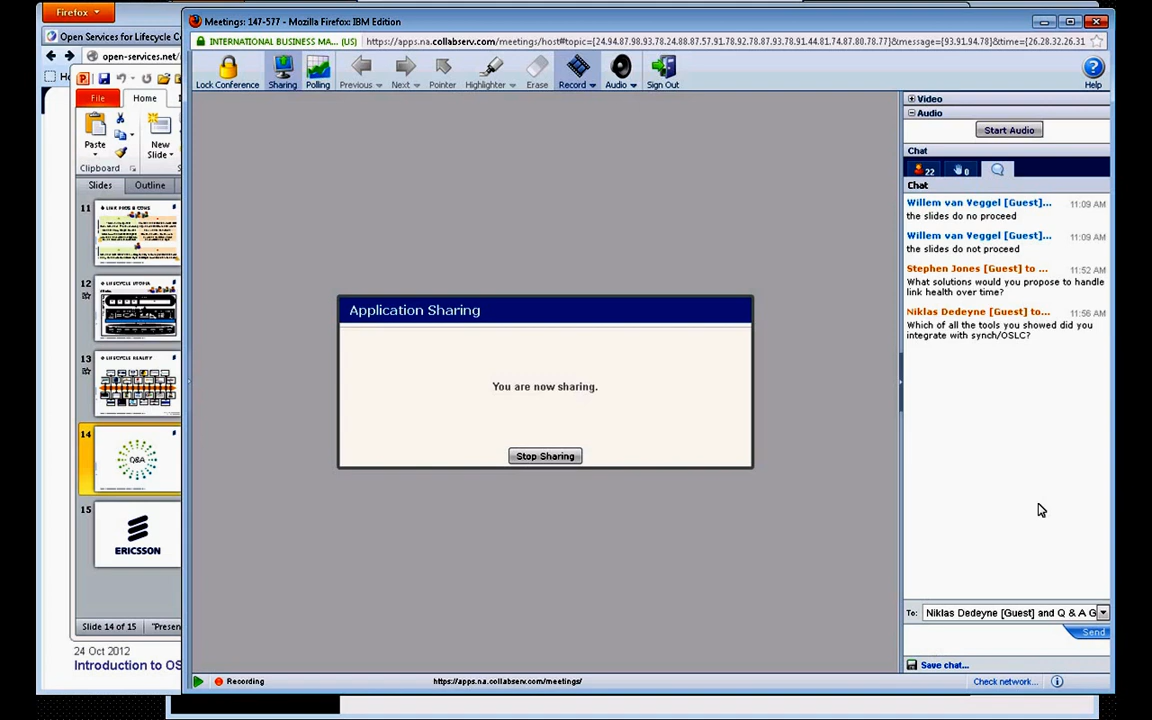 Firefox
Meetings: 147-577 - Mozilla Firefox: IBM Edition
Open Services for Lifecycle Co
INTERNATIONAL BUSINESS MA... (US)
https://apps.na.collabserv.com/meetings/host#topic=[24.94.87.98.93.78.24.88.87.57.91.78.92.78.87.93.78.91.44.81.74.87.80.78.77]&message=[93.91.94.78]&time=[26.28.32.26.31
open-services.net/
File
Home
Paste
New
Slide
Clipboard
Slides
Outline
Lock Conference
Sharing
Polling
Previous
Next
Pointer
Highlighter
Erase
Record
Audio
Sign Out
Help
Video
Audio
Start Audio
Chat
22
0
Chat
Willem van Veggel [Guest]...
11:09 AM
the slides do no proceed
Willem van Veggel [Guest]...
11:09 AM
the slides do not proceed
Stephen Jones [Guest] to ...
11:52 AM
What solutions would you propose to handle
link health over time?
Niklas Dedeyne [Guest] to...
11:56 AM
Which of all the tools you showed did you
integrate with synch/OSLC?
11
12
13
LIFECYCLE REALITY
14
Q&A
15
ERICSSON
Application Sharing
You are now sharing.
Stop Sharing
To:
Niklas Dedeyne [Guest] and Q & A G
Send
Save chat...
Slide 14 of 15
"Presen
24 Oct 2012
Introduction to OS
Recording
https://apps.na.collabserv.com/meetings/
Check network...